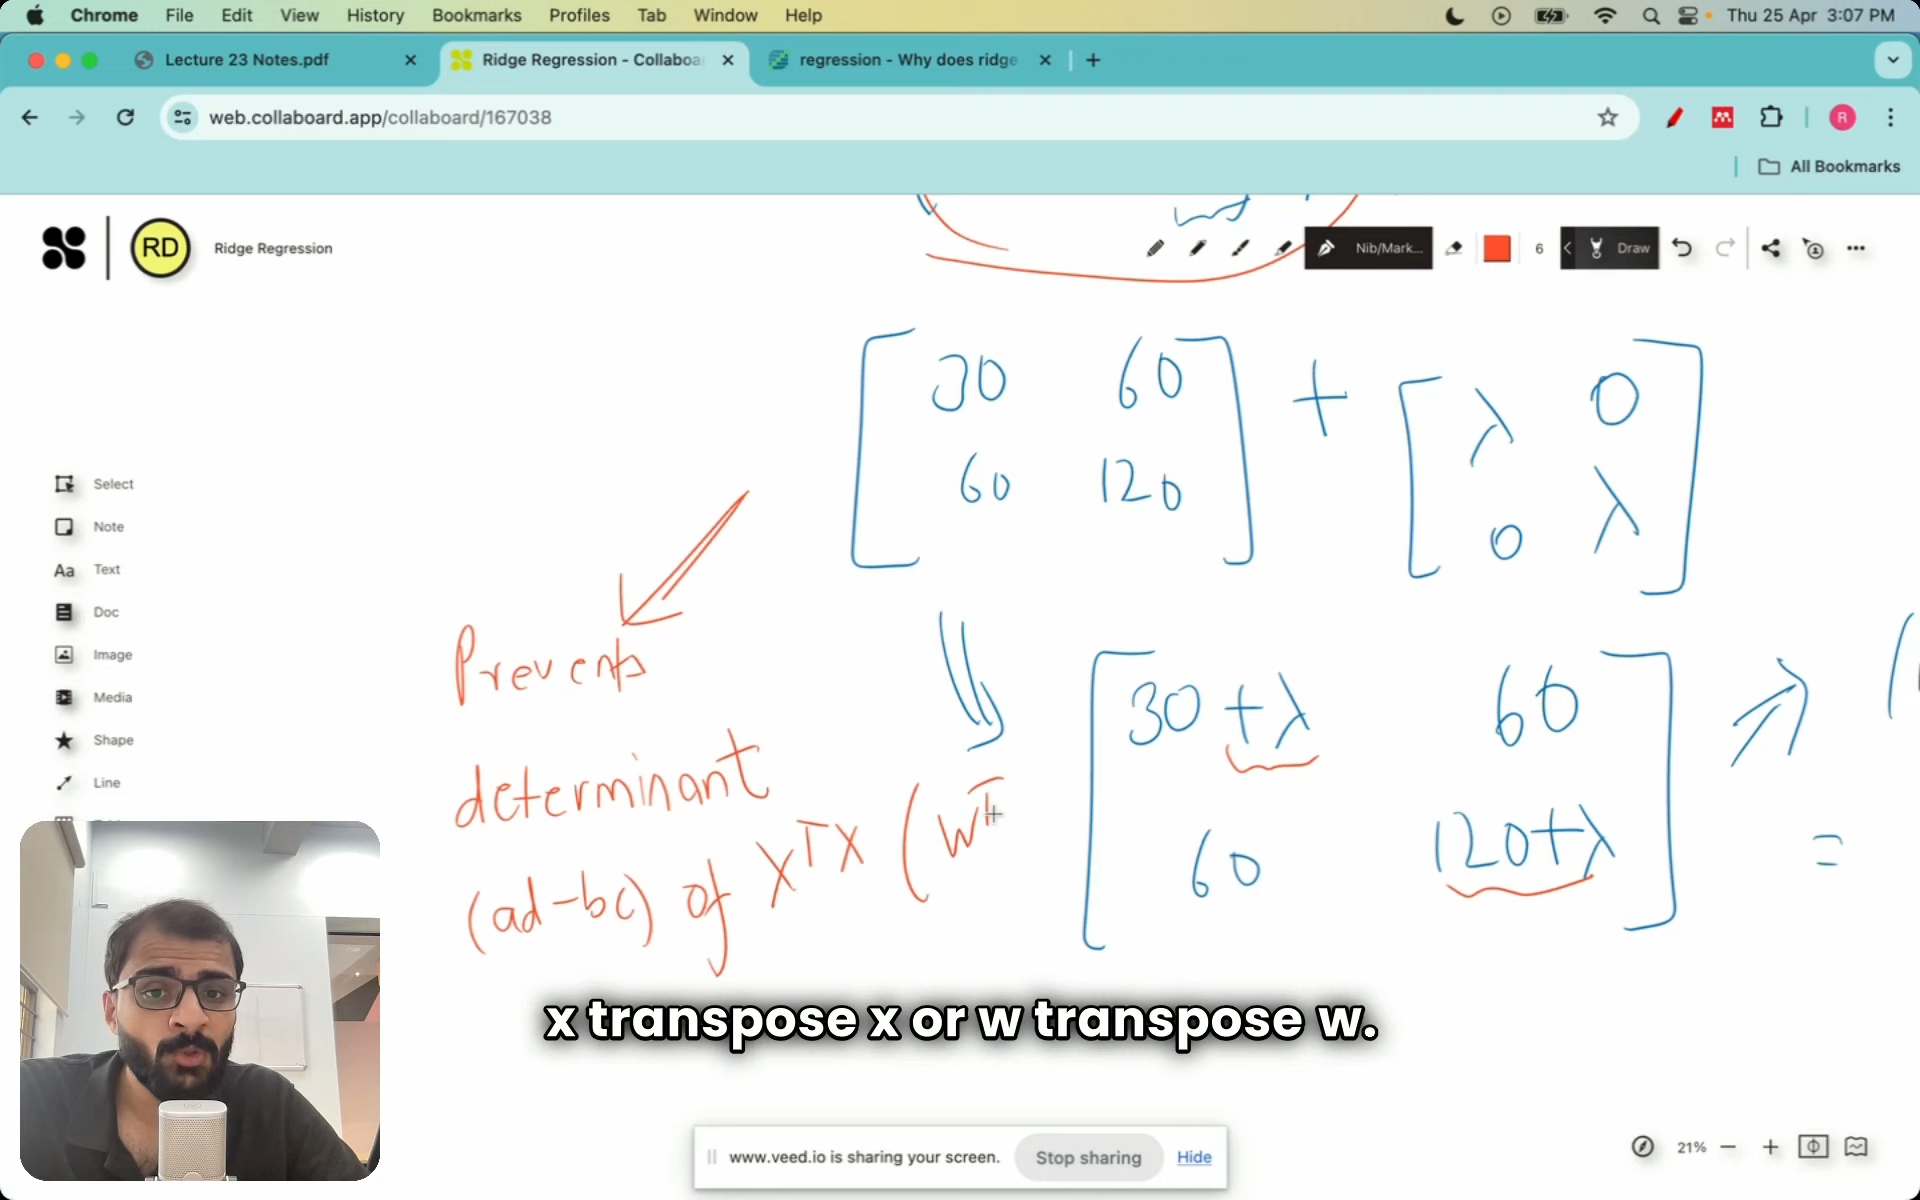 Chrome File Edit View History Bookmarks Profiles Tab Window Help Thu 25 Apr 3:07 PM
Lecture 23 Notes.pdf Ridge Regression - Collaboa regression - Why does ridge
web.collaboard.app/collaboard/167038 R
All Bookmarks
RD Ridge Regression Nib/Mark... 6 Draw
30 60 + λ 0
60 120 0 λ
Select
Note
Aa Text
Doc
Image
Media
Shape
Line
Prevents
determinant
(ad-bc) of XᵀX (wᵀ
30 +λ 60
60 120+λ =
x transpose x or w transpose w.
www.veed.io is sharing your screen. Stop sharing Hide
21%